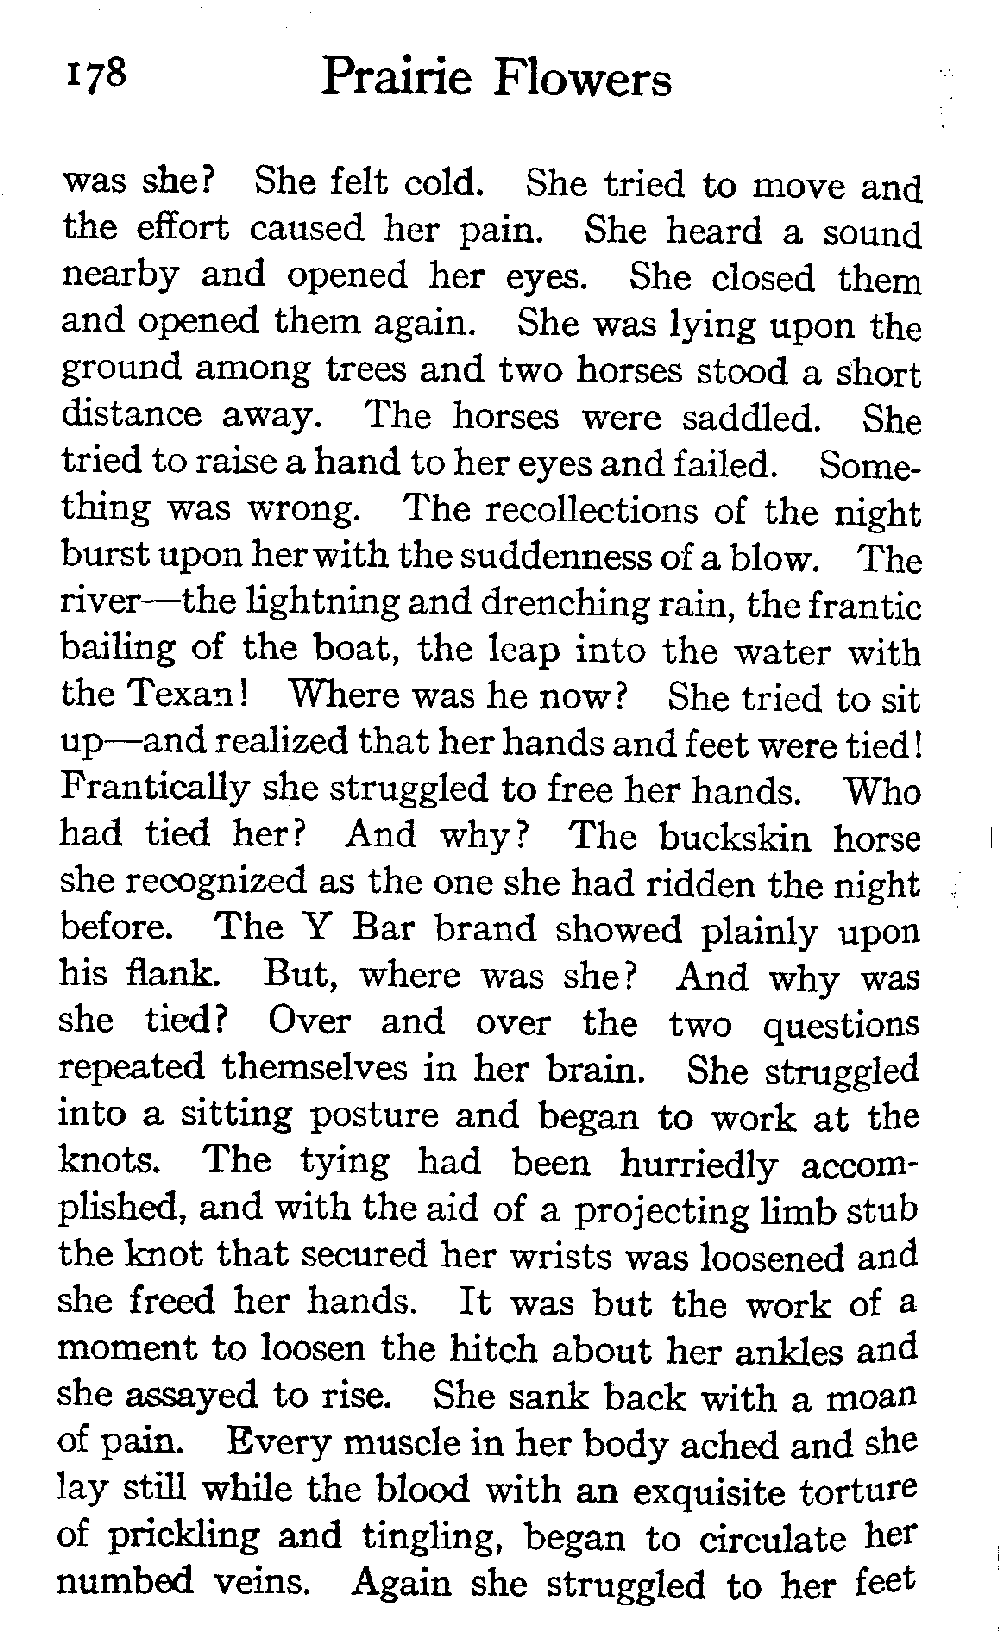 178 Prairie Flowers
was she? She felt cold. She tried to move and
the effort caused her pain. She heard a sound
nearby and opened her eyes. She closed them
and opened them again. She was lying upon the
ground among trees and two horses stood a short
distance away. The horses were saddled. She
tried to raise a hand to her eyes and failed. Some-
thing was wrong. The recollections of the night
burst upon her with the suddenness of a blow. The
river—the lightning and drenching rain, the frantic
bailing of the boat, the leap into the water with
the Texan! Where was he now? She tried to sit
up—and realized that her hands and feet were tied!
Frantically she struggled to free her hands. Who
had tied her? And why? The buckskin horse
she recognized as the one she had ridden the night
before. The Y Bar brand showed plainly upon
his flank. But, where was she? And why was
she tied? Over and over the two questions
repeated themselves in her brain. She struggled
into a sitting posture and began to work at the
knots. The tying had been hurriedly accom-
plished, and with the aid of a projecting limb stub
the knot that secured her wrists was loosened and
she freed her hands. It was but the work of a
moment to loosen the hitch about her ankles and
she assayed to rise. She sank back with a moan
of pain. Every muscle in her body ached and she
lay still while the blood with an exquisite torture
of prickling and tingling, began to circulate her
numbed veins. Again she struggled to her feet